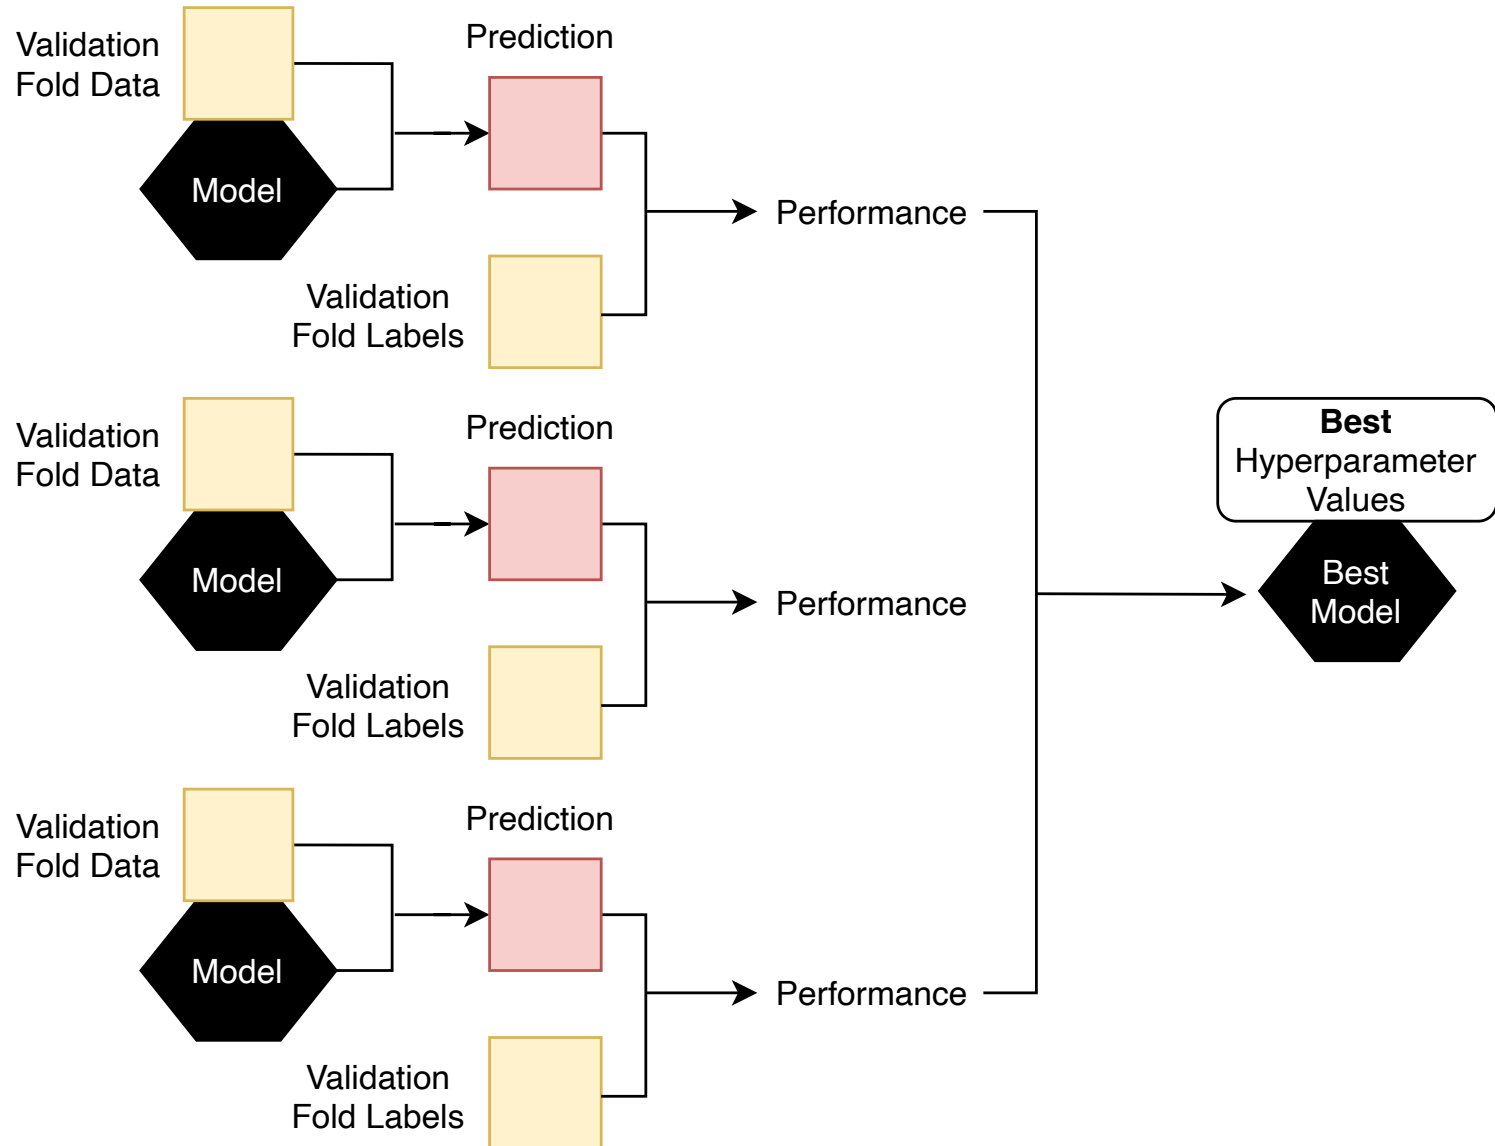 Validation
Fold Data
Model
Prediction
Validation
Fold Labels
Performance
Validation
Fold Data
Model
Prediction
Validation
Fold Labels
Performance
Validation
Fold Data
Model
Prediction
Validation
Fold Labels
Performance
Best
Hyperparameter
Values
Best
Model